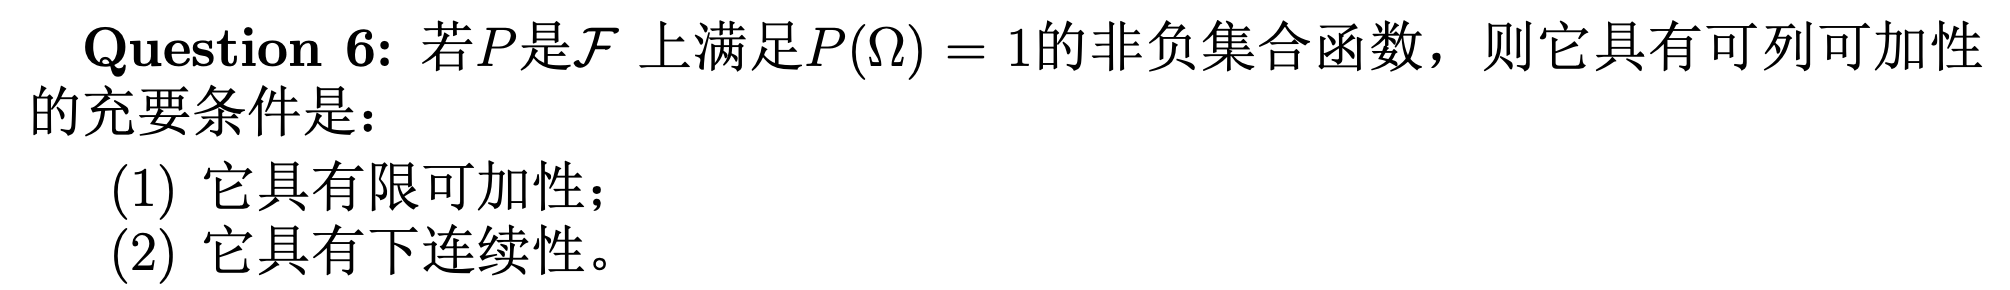 Question 6: 若P是ℱ 上满足P(Ω) = 1的非负集合函数，则它具有可列可加性
的充要条件是：
(1) 它具有限可加性；
(2) 它具有下连续性。